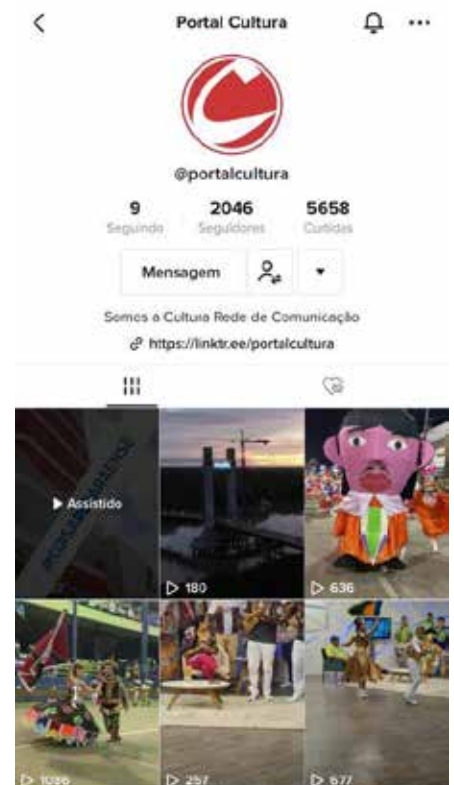 Portal Cultura
@portalcultura
9 2046 5658
Seguindo Seguidores Curtidas
Mensagem
Somos a Cultura Rede de Comunicação
https://linktr.ee/portalcultura
Assistido
180
636
1086
257
677